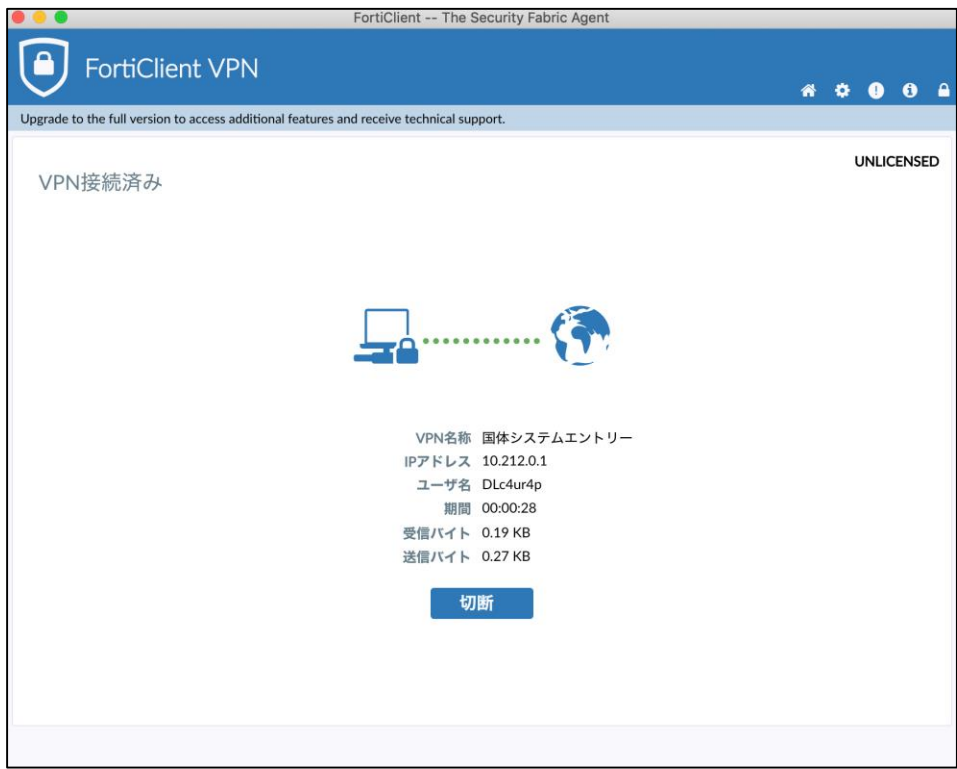 FortiClient -- The Security Fabric Agent
FortiClient VPN
Upgrade to the full version to access additional features and receive technical support.
UNLICENSED
VPN接続済み
VPN名称 国体システムエントリー
IPアドレス 10.212.0.1
ユーザ名 DLc4ur4p
期間 00:00:28
受信バイト 0.19 KB
送信バイト 0.27 KB
切断